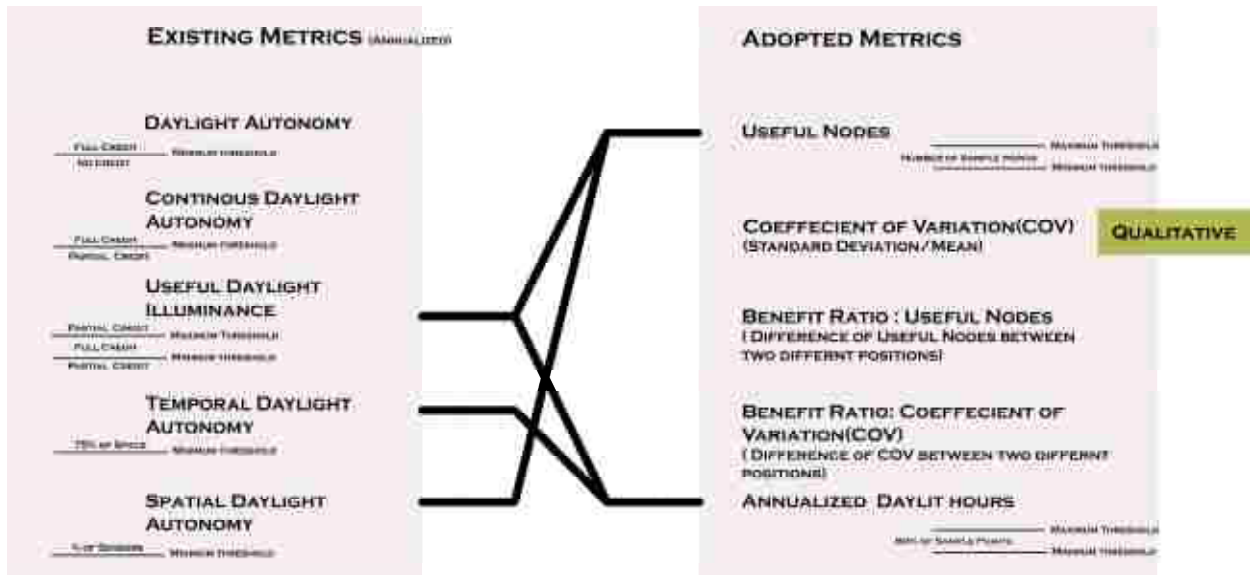 EXISTING METRICS (ANNUALIZED)
DAYLIGHT AUTONOMY
FULL CREDIT
NO CREDIT
MINIMUM THRESHOLD
CONTINOUS DAYLIGHT
AUTONOMY
FULL CREDIT
PARTIAL CREDIT
MINIMUM THRESHOLD
USEFUL DAYLIGHT
ILLUMINANCE
PARTIAL CREDIT
MAXIMUM THRESHOLD
FULL CREDIT
MINIMUM THRESHOLD
PARTIAL CREDIT
TEMPORAL DAYLIGHT
AUTONOMY
75% OF SPACE
MINIMUM THRESHOLD
SPATIAL DAYLIGHT
AUTONOMY
% OF SENSORS
MINIMUM THRESHOLD
ADOPTED METRICS
USEFUL NODES
MAXIMUM THRESHOLD
NUMBER OF SAMPLE POINTS
MINIMUM THRESHOLD
COEFFECIENT OF VARIATION(COV)
(STANDARD DEVIATION/MEAN)
QUALITATIVE
BENEFIT RATIO : USEFUL NODES
( DIFFERENCE OF USEFUL NODES BETWEEN
TWO DIFFERNT POSITIONS)
BENEFIT RATIO: COEFFECIENT OF
VARIATION(COV)
( DIFFERENCE OF COV BETWEEN TWO DIFFERNT
POSITIONS)
ANNUALIZED DAYLIT HOURS
MAXIMUM THRESHOLD
OF SAMPLE POINTS
MINIMUM THRESHOLD